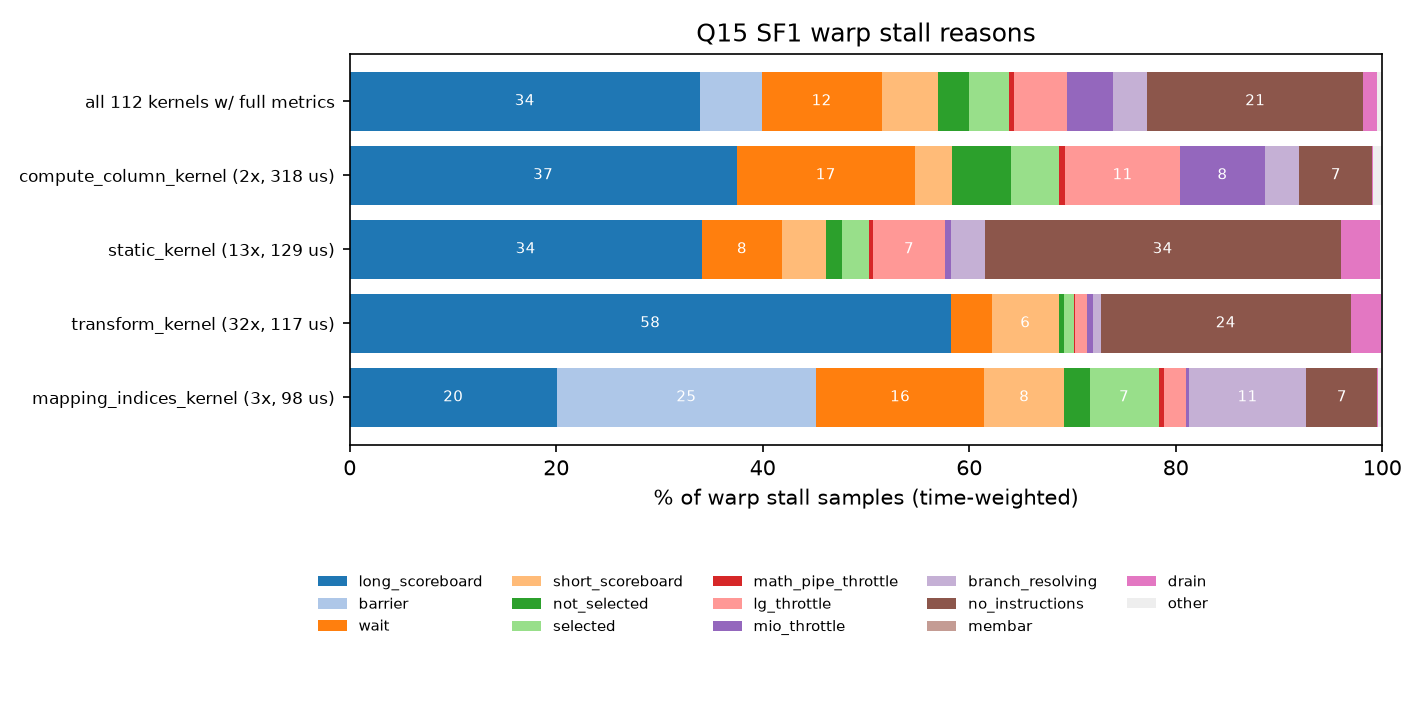 Q15 SF1 warp stall reasons
all 112 kernels w/ full metrics
34
12
21
compute_column_kernel (2x, 318 us)
37
17
11
8
7
static_kernel (13x, 129 us)
34
8
7
34
transform_kernel (32x, 117 us)
58
6
24
mapping_indices_kernel (3x, 98 us)
20
25
16
8
7
11
7
0
20
40
60
80
100
% of warp stall samples (time-weighted)
long_scoreboard
barrier
wait
short_scoreboard
not_selected
selected
math_pipe_throttle
lg_throttle
mio_throttle
branch_resolving
no_instructions
membar
drain
other